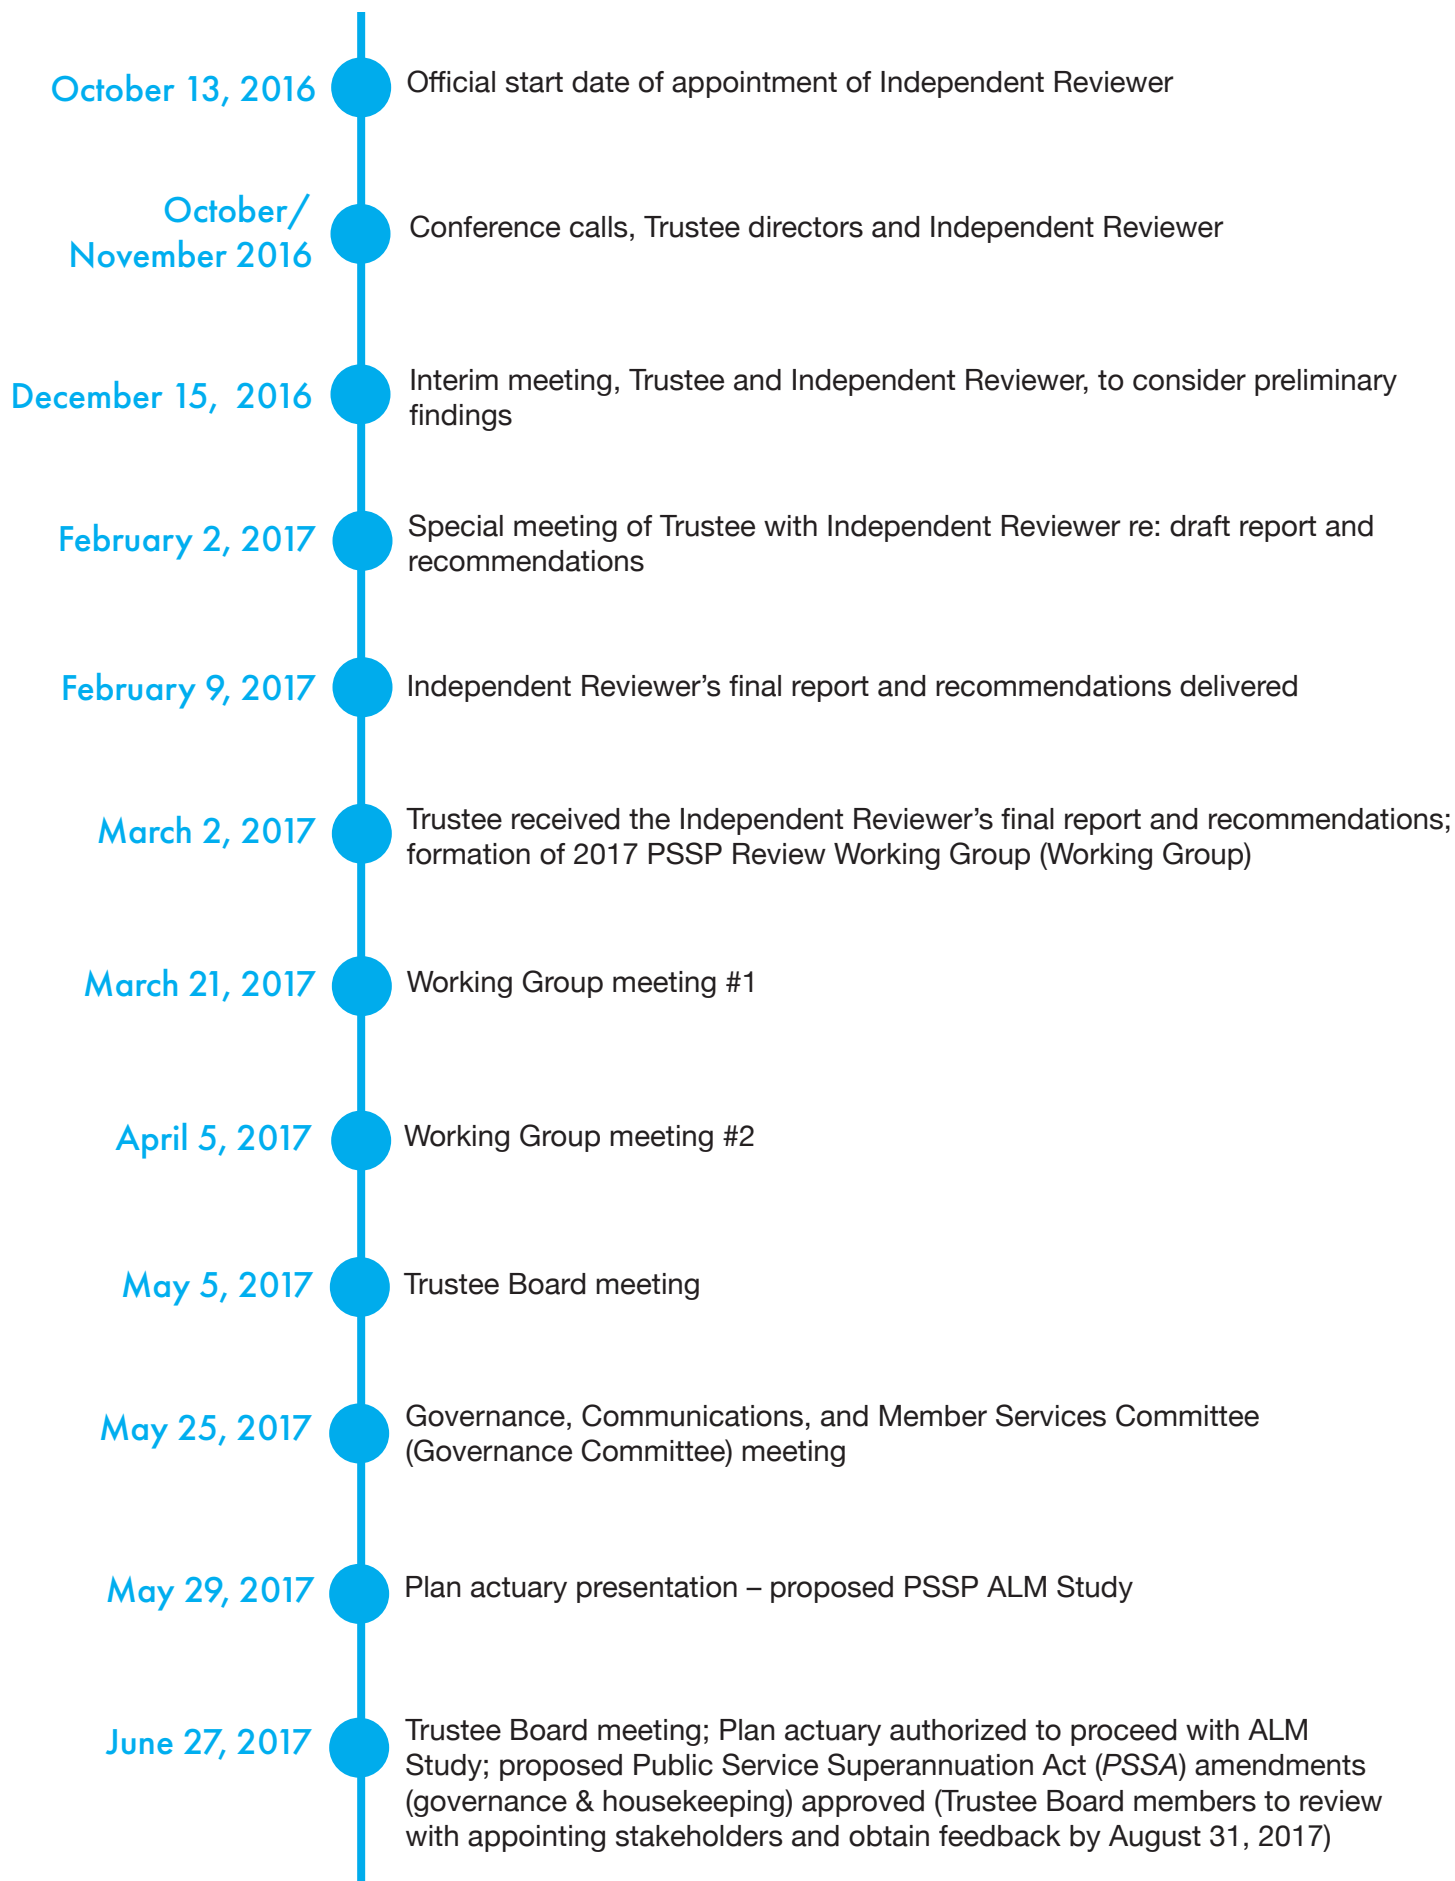 October 13, 2016
Official start date of appointment of Independent Reviewer
October/
November 2016
Conference calls, Trustee directors and Independent Reviewer
December 15,  2016
Interim meeting, Trustee and Independent Reviewer, to consider preliminary
findings
February 2, 2017
Special meeting of Trustee with Independent Reviewer re: draft report and
recommendations
February 9, 2017
Independent Reviewer’s final report and recommendations delivered
March 2, 2017
Trustee received the Independent Reviewer’s final report and recommendations;
formation of 2017 PSSP Review Working Group (Working Group)
March 21, 2017
Working Group meeting #1
April 5, 2017
Working Group meeting #2
May 5, 2017
Trustee Board meeting
May 25, 2017
Governance, Communications, and Member Services Committee
(Governance Committee) meeting
May 29, 2017
Plan actuary presentation – proposed PSSP ALM Study
June 27, 2017
Trustee Board meeting; Plan actuary authorized to proceed with ALM
Study; proposed Public Service Superannuation Act (PSSA) amendments
(governance & housekeeping) approved (Trustee Board members to review
with appointing stakeholders and obtain feedback by August 31, 2017)